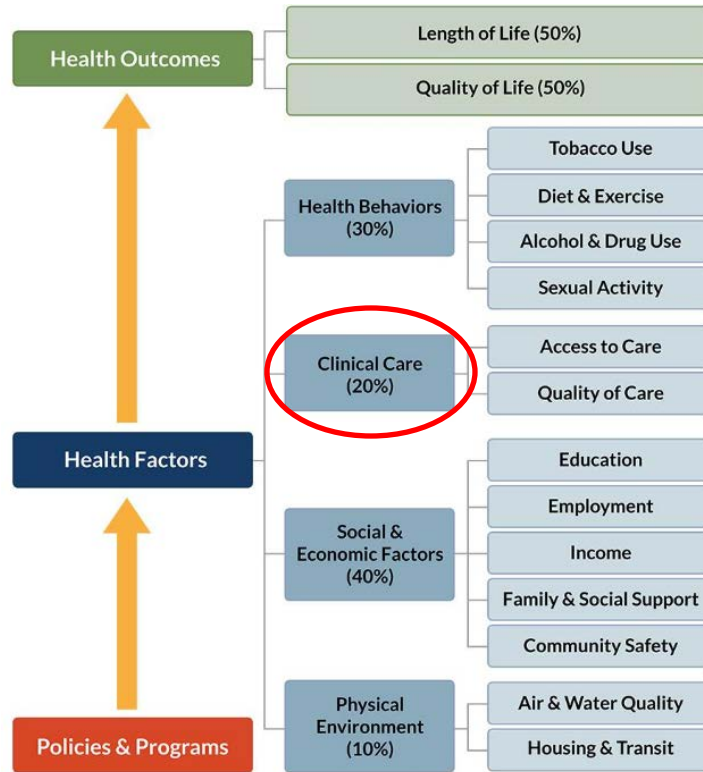 Health Outcomes
Length of Life (50%)
Quality of Life (50%)
Health Behaviors
(30%)
Tobacco Use
Diet & Exercise
Alcohol & Drug Use
Sexual Activity
Clinical Care
(20%)
Access to Care
Quality of Care
Health Factors
Social &
Economic Factors
(40%)
Education
Employment
Income
Family & Social Support
Community Safety
Physical
Environment
(10%)
Air & Water Quality
Housing & Transit
Policies & Programs